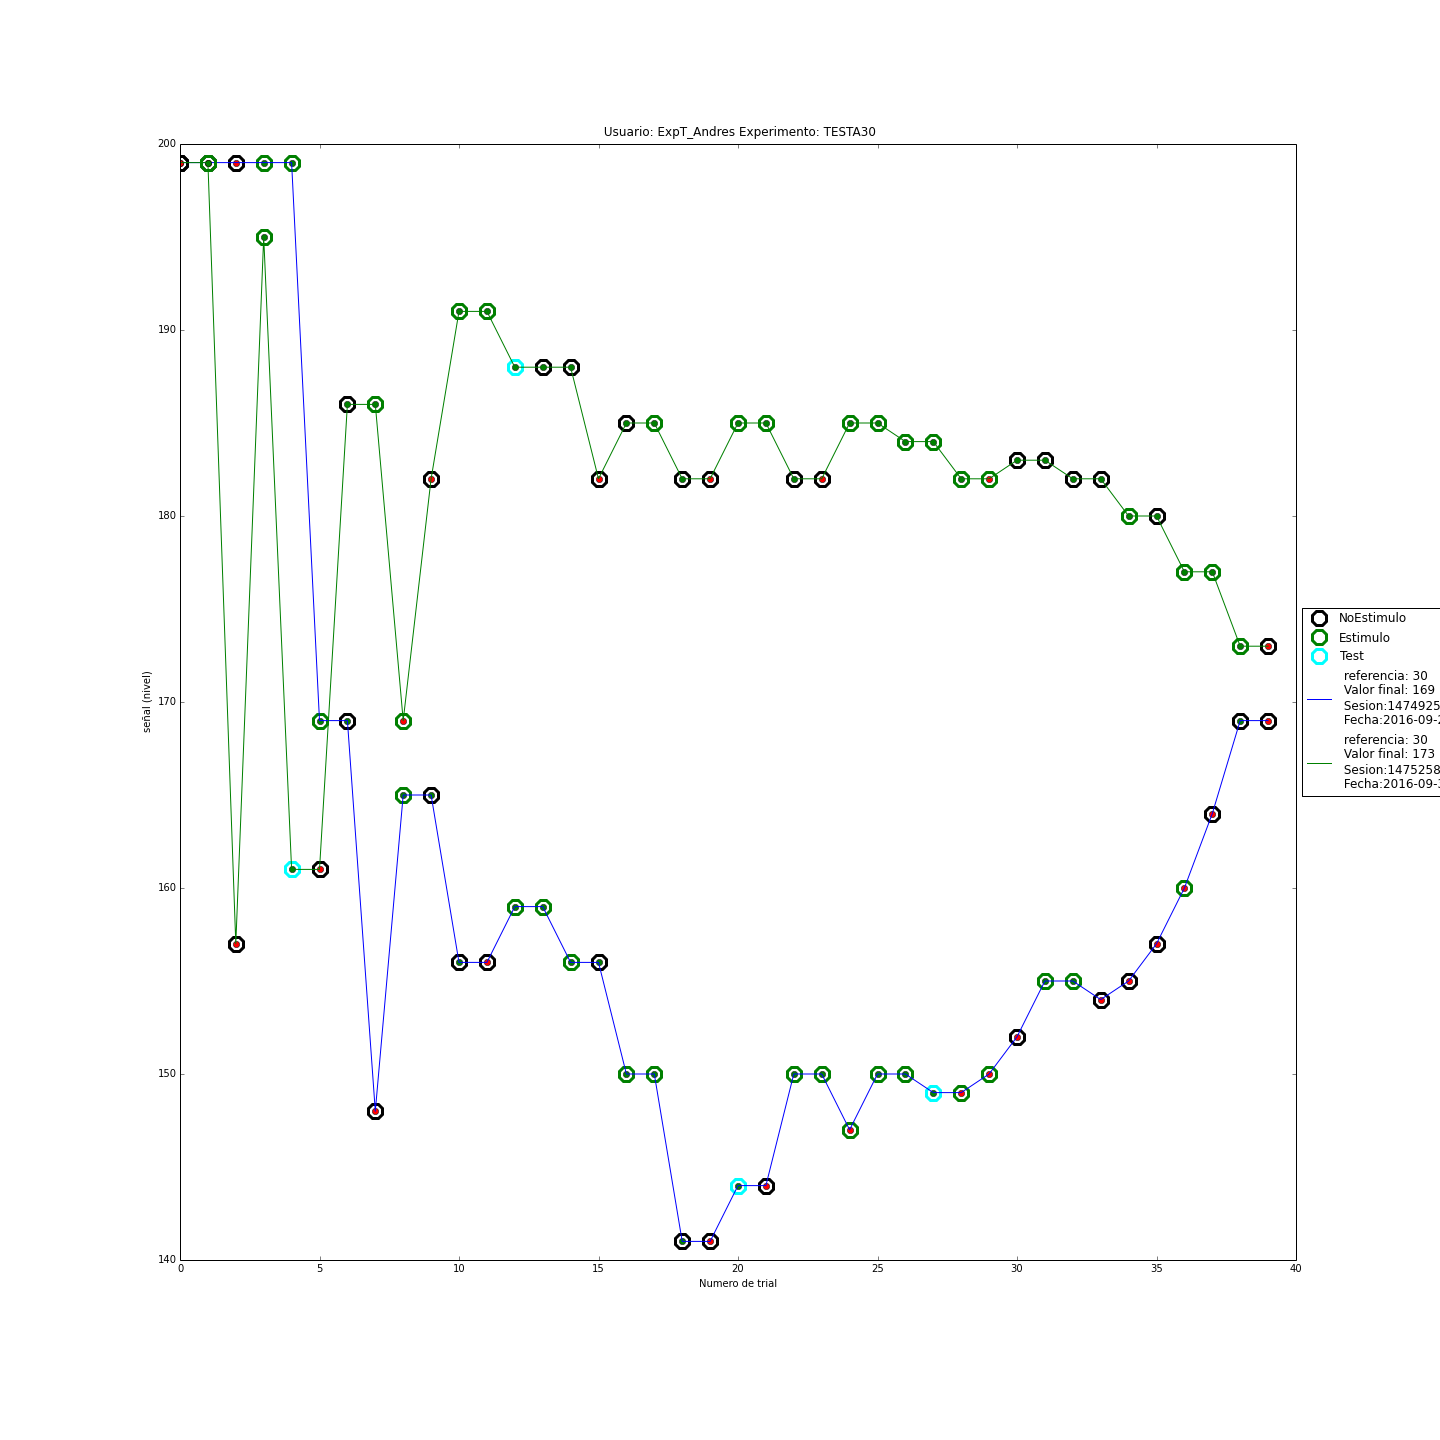 Usuario: ExpT_Andres Experimento: TESTA30
200
190
180
170
160
150
140
señal (nivel)
0 5 10 15 20 25 30 35 40
Numero de trial
NoEstimulo
Estimulo
Test
referencia: 30
Valor final: 169
Sesion:1474925
Fecha:2016-09-2
referencia: 30
Valor final: 173
Sesion:1475258
Fecha:2016-09-